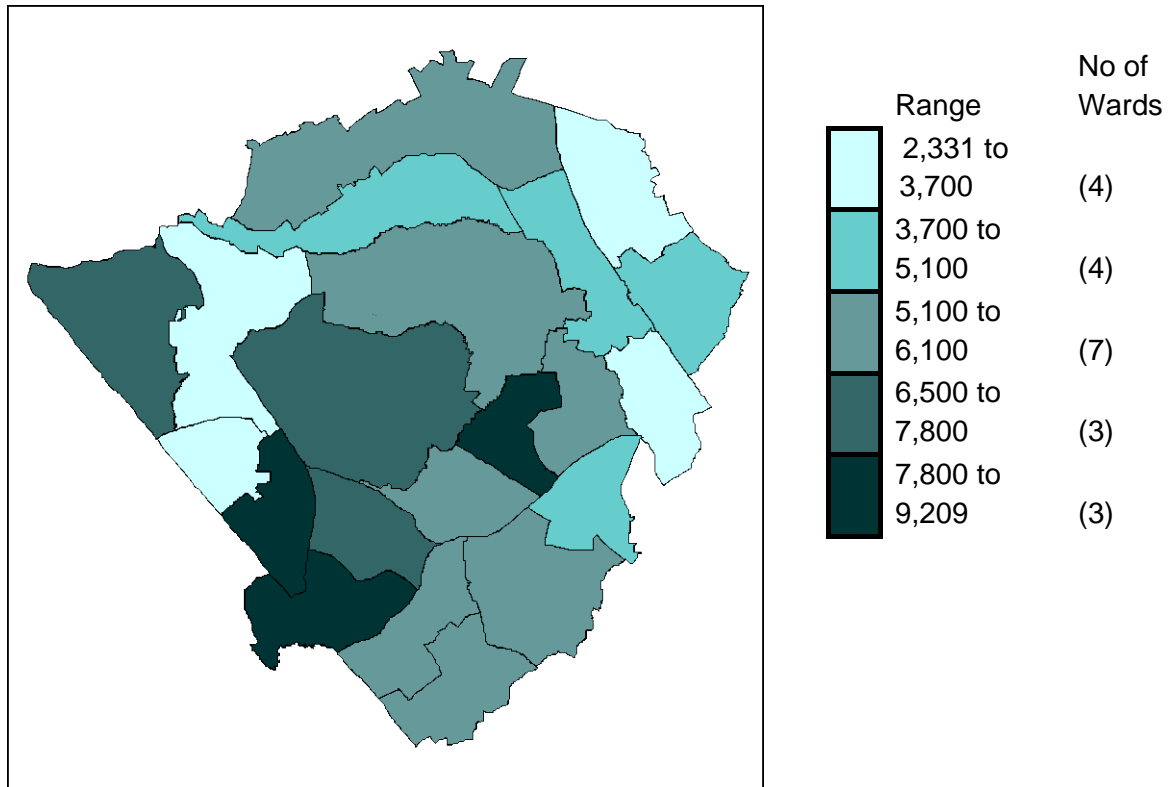 No of
Range Wards
2,331 to
3,700 (4)
3,700 to
5,100 (4)
5,100 to
6,100 (7)
6,500 to
7,800 (3)
7,800 to
9,209 (3)